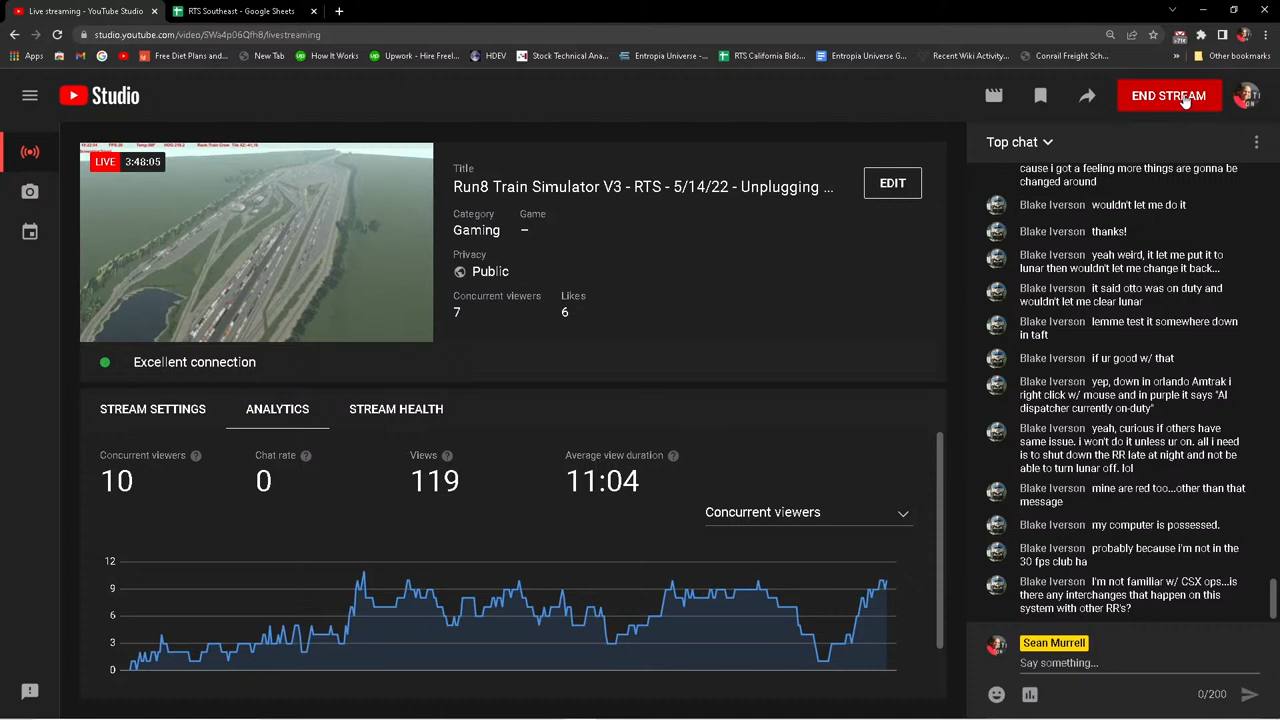 Live streaming - YouTube Studio
RTS Southeast - Google Sheets
studio.youtube.com/video/SWa4p06Qfh8/livestreaming
Apps
Free Diet Plans and...
New Tab
How It Works
Upwork - Hire Freel...
HDEV
Stock Technical Ana...
Entropia Universe -...
RTS California Bids...
Entropia Universe G...
Recent Wiki Activity...
Conrail Freight Sch...
»
Other bookmarks
Studio
END STREAM
LIVE 3:48:05
Title
Run8 Train Simulator V3 - RTS - 5/14/22 - Unplugging ...
EDIT
Category Game
Gaming –
Privacy
Public
Concurrent viewers Likes
7 6
Excellent connection
STREAM SETTINGS ANALYTICS STREAM HEALTH
Concurrent viewers Chat rate Views Average view duration
10 0 119 11:04
Concurrent viewers
12
9
6
3
0
Top chat
cause i got a feeling more things are gonna be
changed around
Blake Iverson wouldn't let me do it
Blake Iverson thanks!
Blake Iverson yeah weird, it let me put it to
lunar then wouldn't let me change it back...
Blake Iverson it said otto was on duty and
wouldn't let me clear lunar
Blake Iverson lemme test it somewhere down
in taft
Blake Iverson if ur good w/ that
Blake Iverson yep, down in orlando Amtrak i
right click w/ mouse and in purple it says "AI
dispatcher currently on-duty"
Blake Iverson yeah, curious if others have
same issue. i won't do it unless ur on. all i need
is to shut down the RR late at night and not be
able to turn lunar off. lol
Blake Iverson mine are red too...other than that
message
Blake Iverson my computer is possessed.
Blake Iverson probably because i'm not in the
30 fps club ha
Blake Iverson I'm not familiar w/ CSX ops...is
there any interchanges that happen on this
system with other RR's?
Sean Murrell
Say something...
0/200